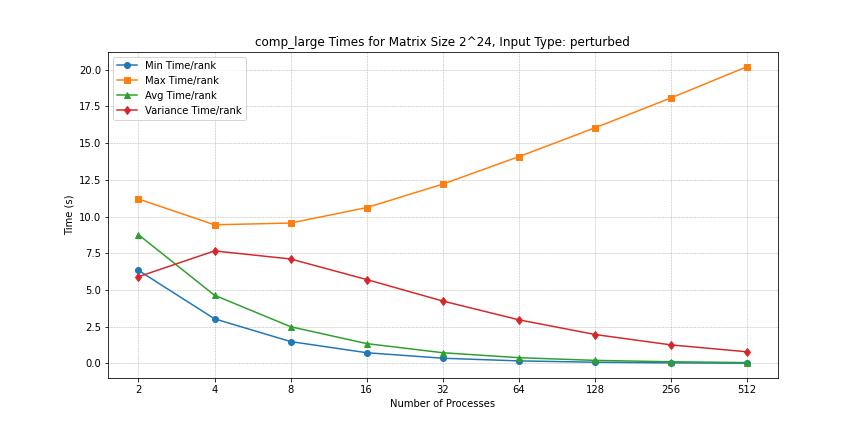 comp_large Times for Matrix Size 2^24, Input Type: perturbed
Min Time/rank
Max Time/rank
Avg Time/rank
Variance Time/rank
Time (s)
20.0
17.5
15.0
12.5
10.0
7.5
5.0
2.5
0.0
2 4 8 16 32 64 128 256 512
Number of Processes